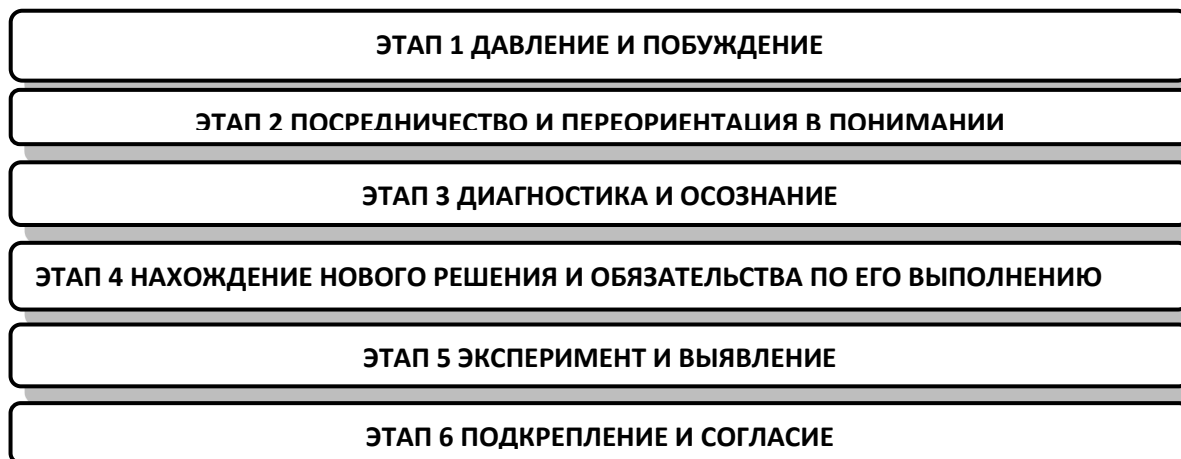 ЭТАП 1 ДАВЛЕНИЕ И ПОБУЖДЕНИЕ
ЭТАП 2 ПОСРЕДНИЧЕСТВО И ПЕРЕОРИЕНТАЦИЯ В ПОНИМАНИИ
ЭТАП 3 ДИАГНОСТИКА И ОСОЗНАНИЕ
ЭТАП 4 НАХОЖДЕНИЕ НОВОГО РЕШЕНИЯ И ОБЯЗАТЕЛЬСТВА ПО ЕГО ВЫПОЛНЕНИЮ
ЭТАП 5 ЭКСПЕРИМЕНТ И ВЫЯВЛЕНИЕ
ЭТАП 6 ПОДКРЕПЛЕНИЕ И СОГЛАСИЕ